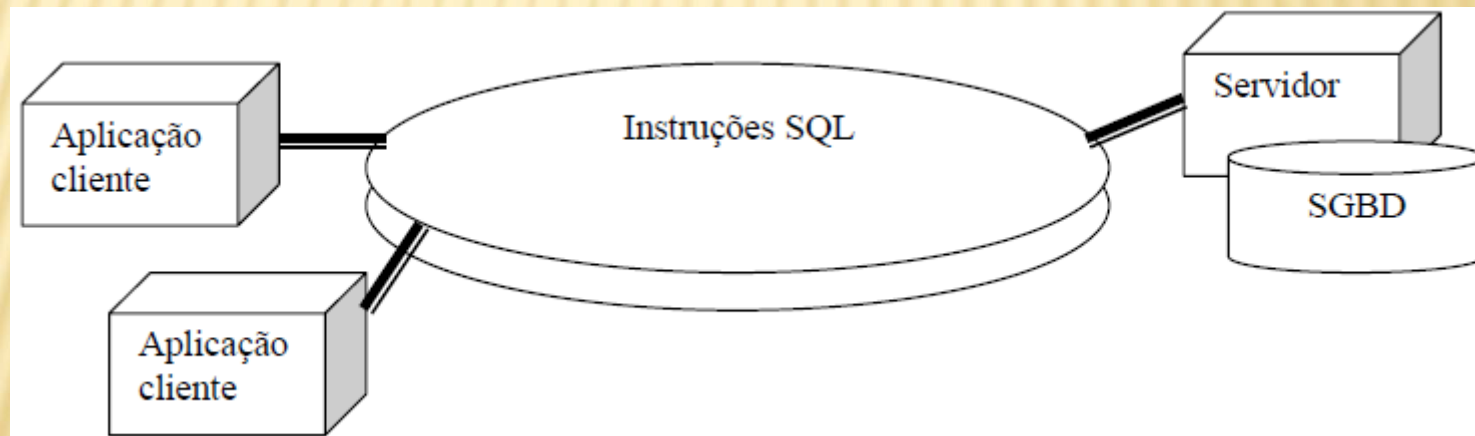 Aplicação
cliente
Instruções SQL
Servidor
SGBD
Aplicação
cliente